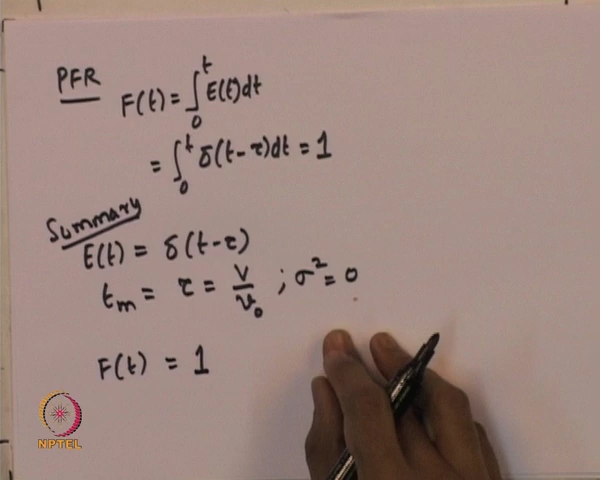 PFR
F(t) = ∫₀ᵗ E(t)dt
= ∫₀ᵗ δ(t-τ)dt = 1
Summary
E(t) = δ(t-τ)
tₘ = τ = V/v₀ ; σ² = 0
F(t) = 1
NPTEL